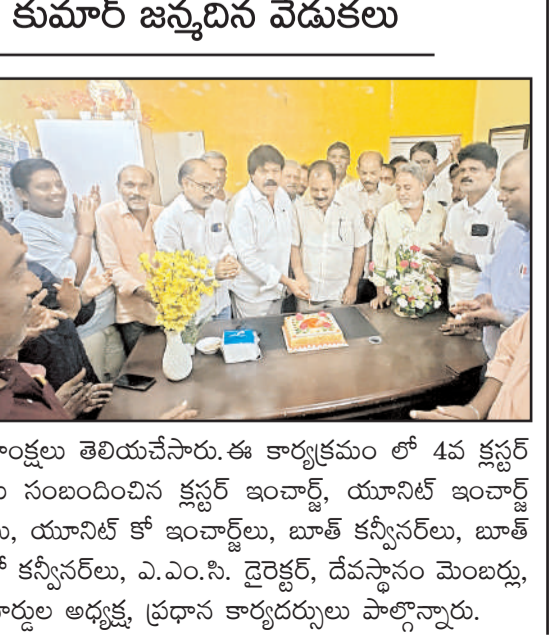 కుమార్ జన్మదిన వేడుకలు
తెలియచేసారు.ఈ కార్యక్రమం లో 4వ క్లస్టర్
సంబందించిన క్లస్టర్ ఇంచార్జ్, యూనిట్ ఇంచార్జ్
యూనిట్ కో ఇంచార్జ్‌లు, బూత్ కన్వీనర్‌లు, బూత్
కన్వీనర్‌లు, ఎ.ఎం.సి. డైరెక్టర్, దేవస్థానం మెంబర్లు,
అధ్యక్ష, ప్రధాన కార్యదర్సులు పాల్గొన్నారు.